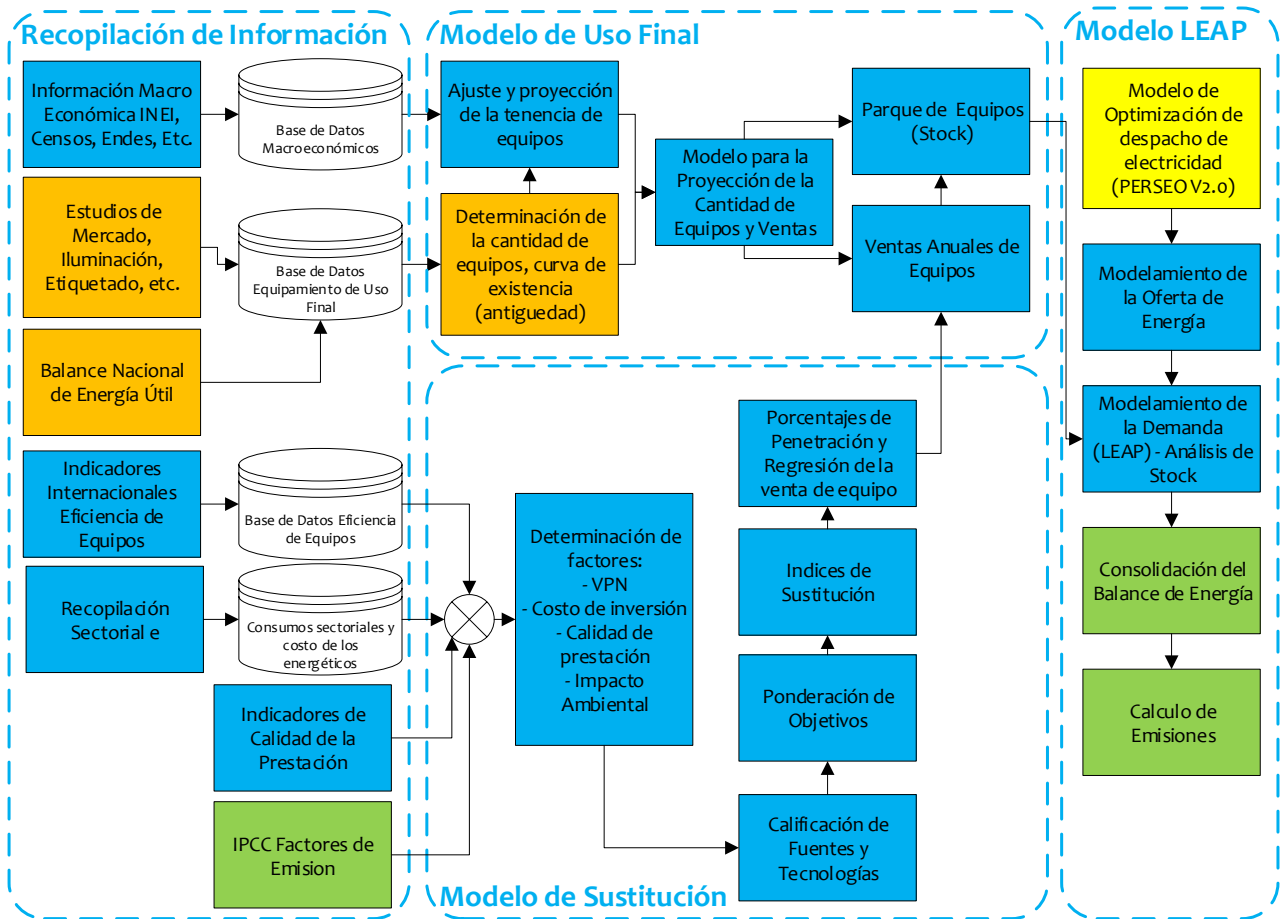 Recopilación de Información
Información Macro
Económica INEI,
Censos, Endes, Etc.
Base de Datos
Macroeconómicos
Estudios de
Mercado,
Iluminación,
Etiquetado, etc.
Base de Datos
Equipamiento de Uso
Final
Balance Nacional
de Energía Útil
Indicadores
Internacionales
Eficiencia de
Equipos
Base de Datos Eficiencia
de Equipos
Recopilación
Sectorial e
Consumos sectoriales y
costo de los
energéticos
Indicadores de
Calidad de la
Prestación
IPCC Factores de
Emision
Modelo de Uso Final
Ajuste y proyección
de la tenencia de
equipos
Determinación de
la cantidad de
equipos, curva de
existencia
(antiguedad)
Modelo para la
Proyección de la
Cantidad de
Equipos y Ventas
Parque de Equipos
(Stock)
Ventas Anuales de
Equipos
Determinación de
factores:
- VPN
- Costo de inversión
- Calidad de
prestación
- Impacto
Ambiental
Porcentajes de
Penetración y
Regresión de la
venta de equipo
Indices de
Sustitución
Ponderación de
Objetivos
Calificación de
Fuentes y
Tecnologías
Modelo de Sustitución
Modelo LEAP
Modelo de
Optimización de
despacho de
electricidad
(PERSEO V2.0)
Modelamiento de
la Oferta de
Energía
Modelamiento de
la Demanda
(LEAP) - Análisis de
Stock
Consolidación del
Balance de Energía
Calculo de
Emisiones